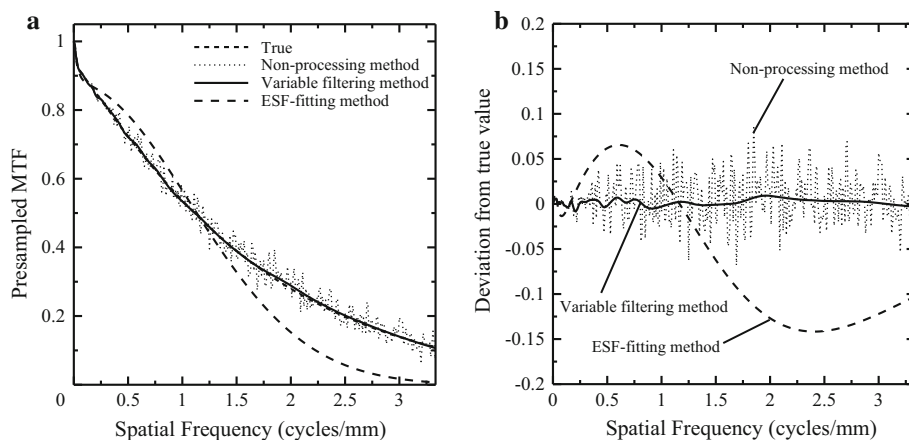 a
1
0.8
0.6
0.4
0.2
0
0.5
1
1.5
2
2.5
3
Presampled MTF
Spatial Frequency (cycles/mm)
True
Non-processing method
Variable filtering method
ESF-fitting method
b
0.2
0.15
0.1
0.05
0
-0.05
-0.1
-0.15
-0.2
0
0.5
1
1.5
2
2.5
3
Deviation from true value
Spatial Frequency (cycles/mm)
Non-processing method
Variable filtering method
ESF-fitting method